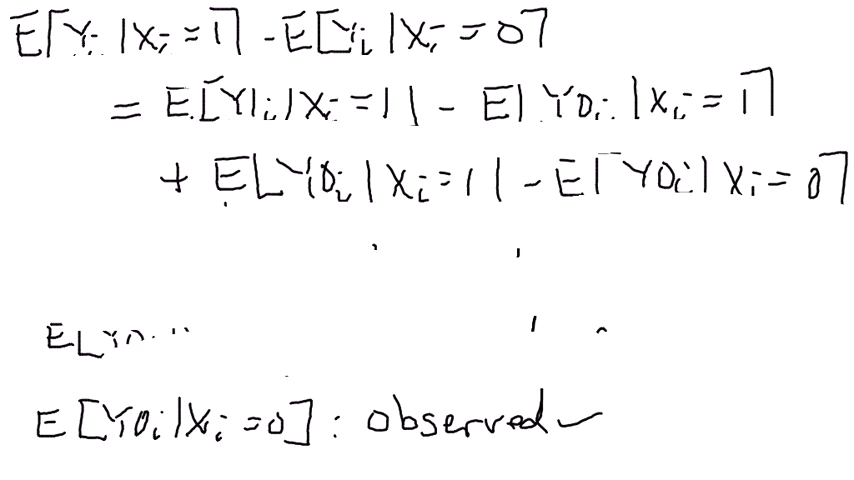 E[Yi|Xi=1] - E[Yi|Xi=0]
= E[Y1i|Xi=1] - E[Y0i|Xi=1]
+ E[Y0i|Xi=1] - E[Y0i|Xi=0]
E[Y0i|Xi=0]: observed